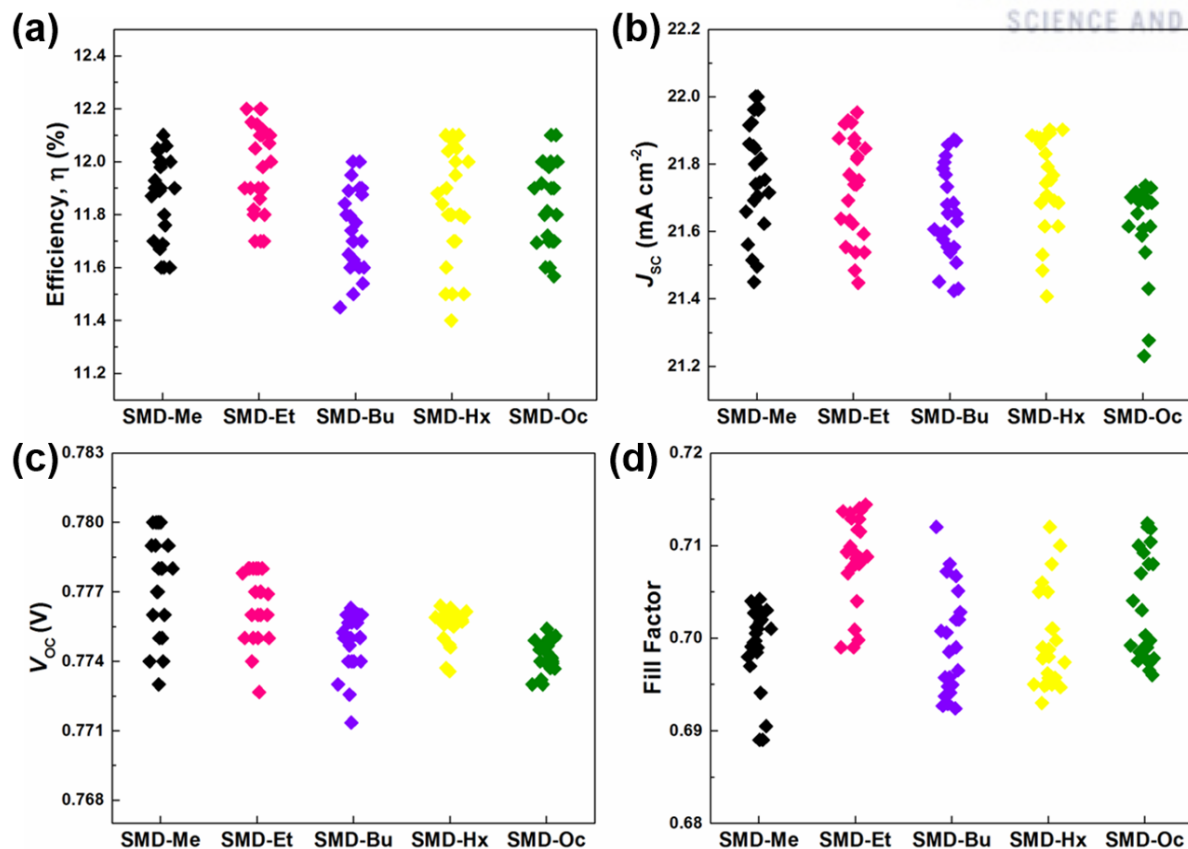 SCIENCE AND
(a)
12.4
12.2
12.0
11.8
11.6
11.4
11.2
Efficiency, η (%)
SMD-Me SMD-Et SMD-Bu SMD-Hx SMD-Oc
(b)
22.2
22.0
21.8
21.6
21.4
21.2
JSC (mA cm⁻²)
SMD-Me SMD-Et SMD-Bu SMD-Hx SMD-Oc
(c)
0.783
0.780
0.777
0.774
0.771
0.768
VOC (V)
SMD-Me SMD-Et SMD-Bu SMD-Hx SMD-Oc
(d)
0.72
0.71
0.70
0.69
0.68
Fill Factor
SMD-Me SMD-Et SMD-Bu SMD-Hx SMD-Oc